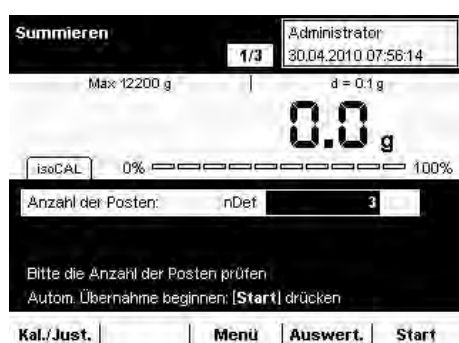 Summieren
1/3
Administrator
30.04.2010 07:56:14
Max 12200 g
d = 0.1 g
0.0 g
isoCAL 0% 100%
Anzahl der Posten: nDef 3
Bitte die Anzahl der Posten prüfen
Autom. Übernahme beginnen: [Start] drücken
Kal./Just. Menü Auswert. Start